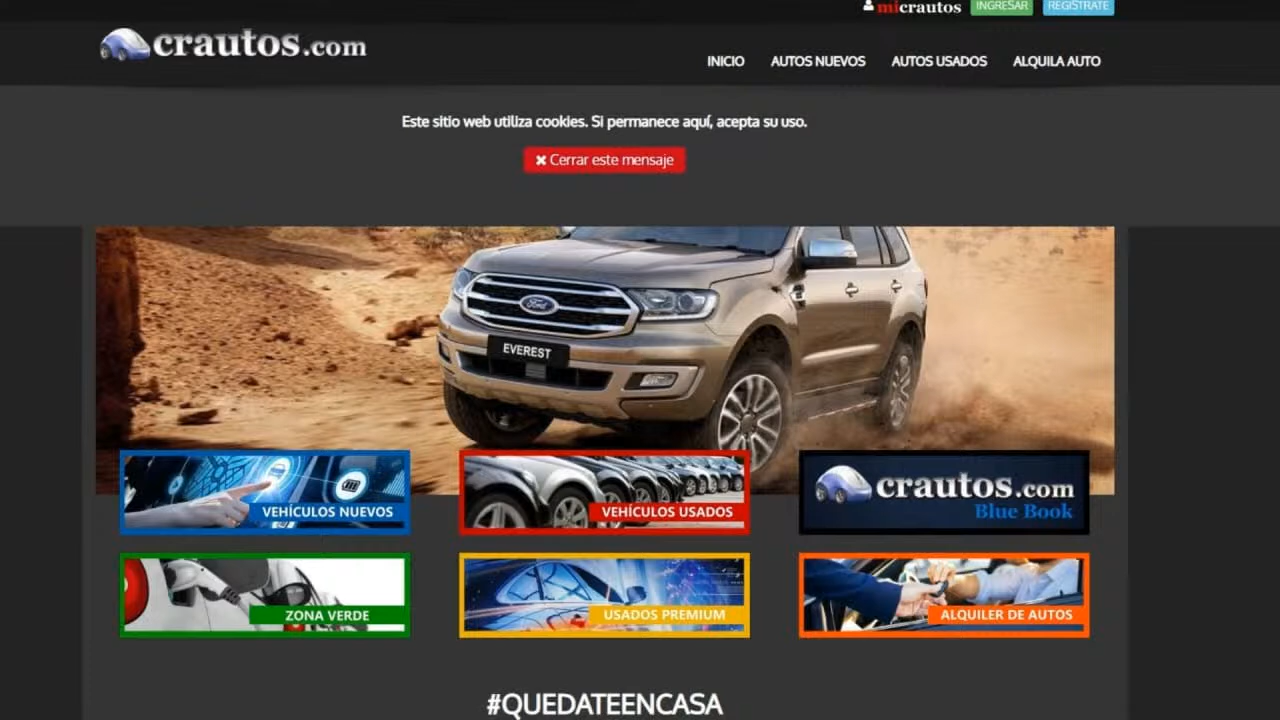 micrautos INGRESAR REGISTRATE
crautos.com
INICIO AUTOS NUEVOS AUTOS USADOS ALQUILA AUTO
Este sitio web utiliza cookies. Si permanece aquí, acepta su uso.
✖ Cerrar este mensaje
Ford
EVEREST
VEHÍCULOS NUEVOS
VEHÍCULOS USADOS
crautos.com
Blue Book
ZONA VERDE
USADOS PREMIUM
ALQUILER DE AUTOS
#QUEDATEENCASA